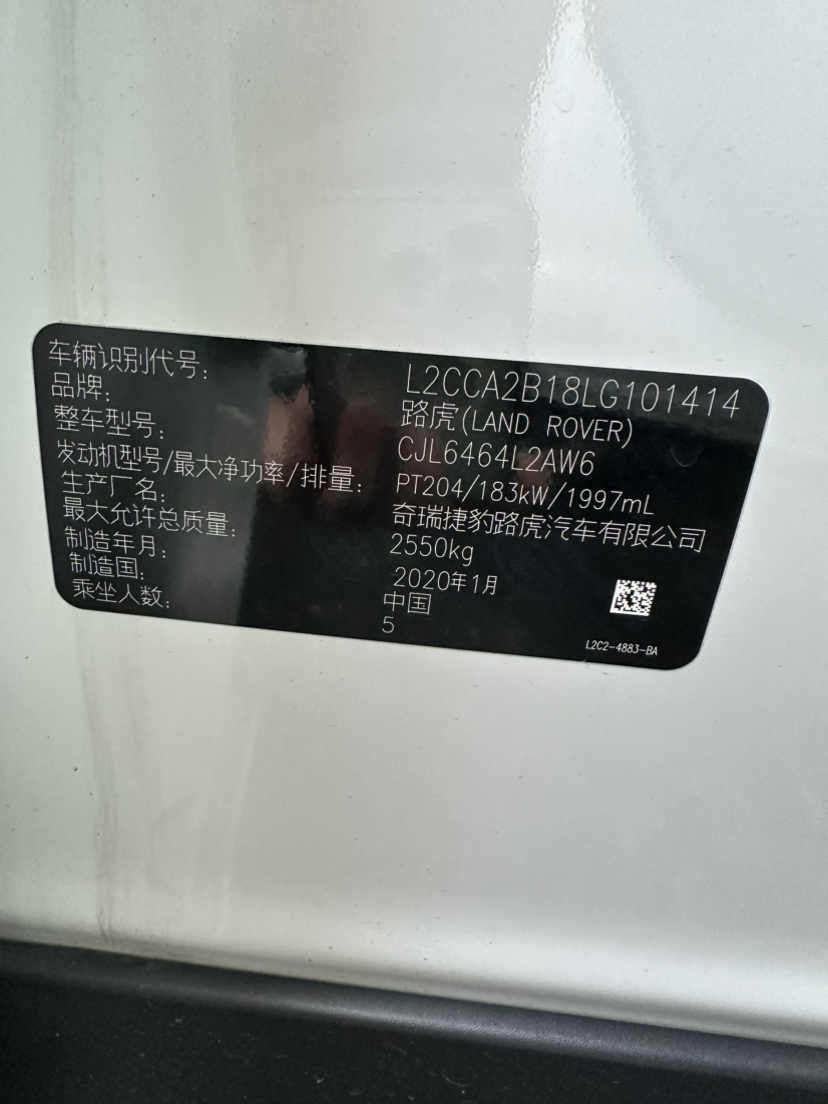 车辆识别代号: L2CCA2B18LG101414
品牌: 路虎(LAND ROVER)
整车型号: CJL6464L2AW6
发动机型号/最大净功率/排量: PT204/183kW/1997mL
生产厂名: 奇瑞捷豹路虎汽车有限公司
最大允许总质量: 2550kg
制造年月: 2020年1月
制造国: 中国
乘坐人数: 5
L2C2-4883-BA